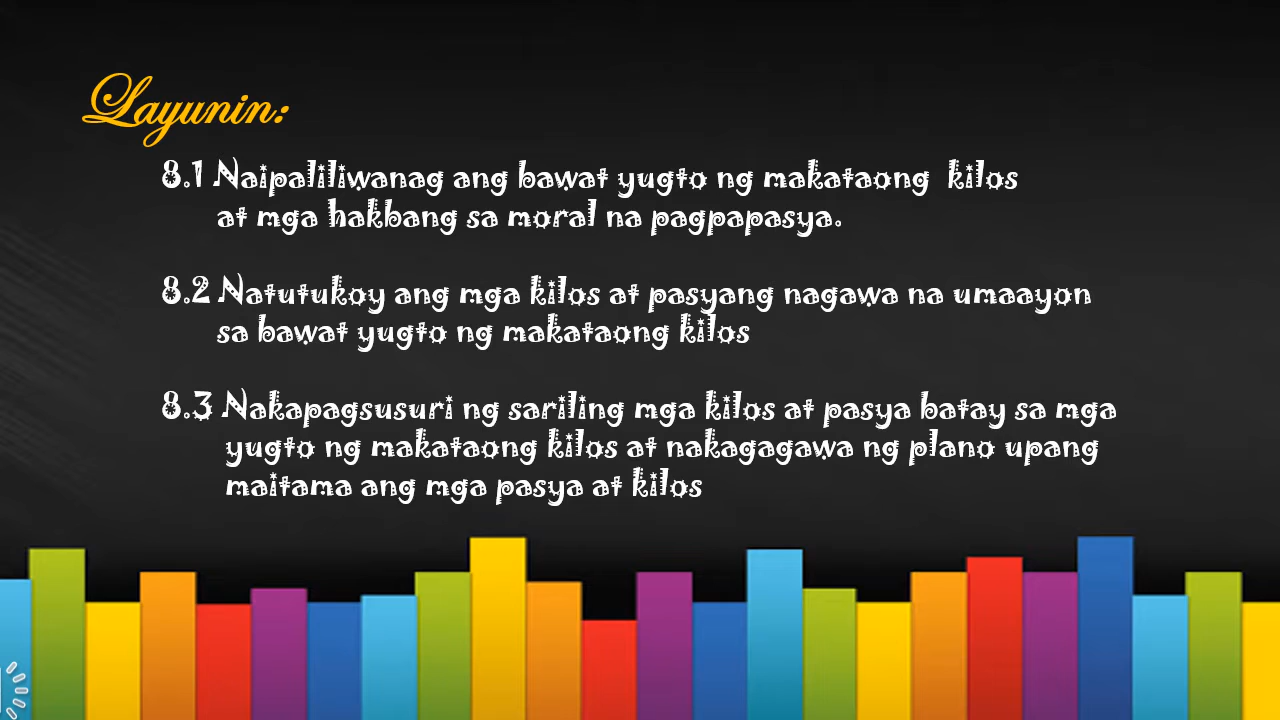 Layunin:
8.1 Naipaliliwanag ang bawat yugto ng makataong kilos
at mga hakbang sa moral na pagpapasya.
8.2 Natutukoy ang mga kilos at pasyang nagawa na umaayon
sa bawat yugto ng makataong kilos
8.3 Nakapagsusuri ng sariling mga kilos at pasya batay sa mga
yugto ng makataong kilos at nakagagawa ng plano upang
maitama ang mga pasya at kilos